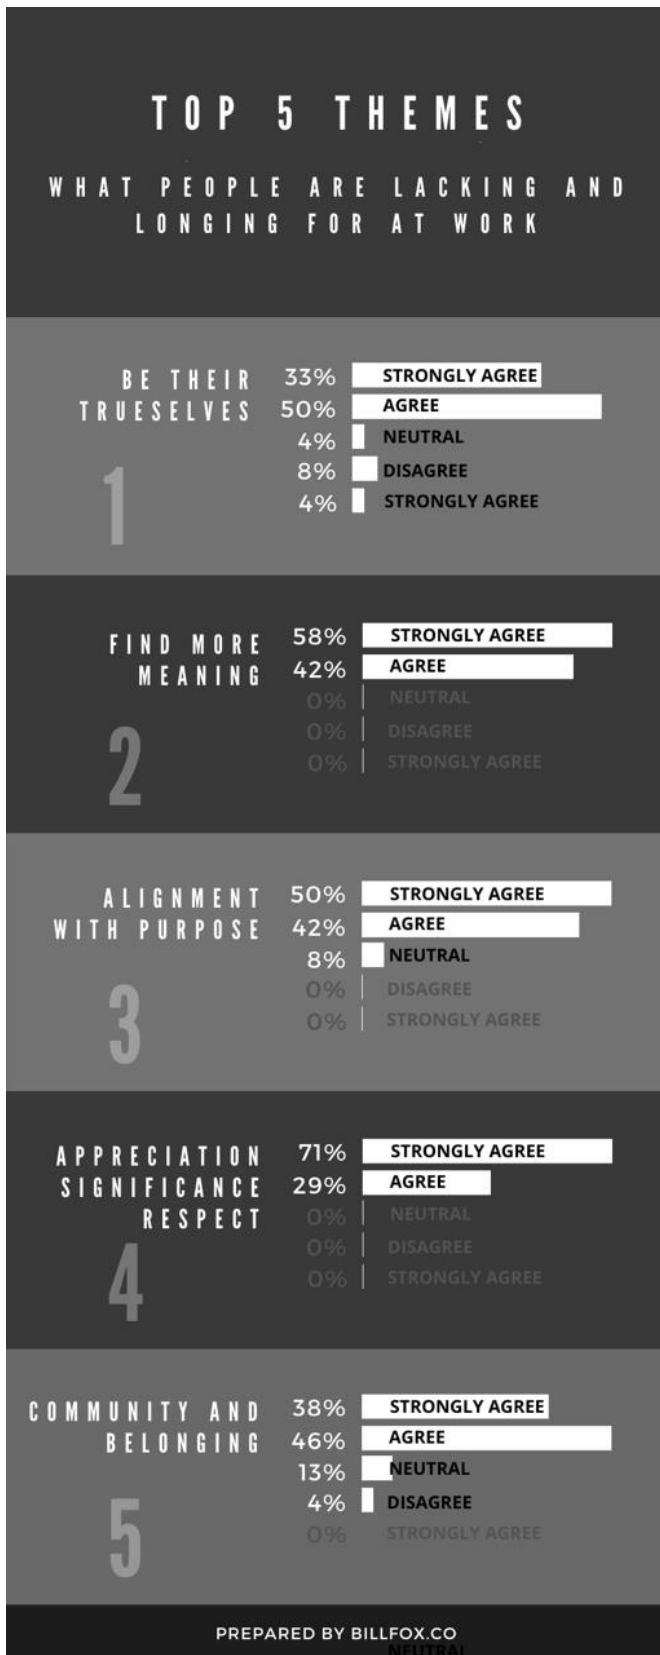 TOP 5 THEMES
WHAT PEOPLE ARE LACKING AND
LONGING FOR AT WORK
BE THEIR
TRUESELVES
1
33% STRONGLY AGREE
50% AGREE
4% NEUTRAL
8% DISAGREE
4% STRONGLY AGREE
FIND MORE
MEANING
2
58% STRONGLY AGREE
42% AGREE
0% NEUTRAL
0% DISAGREE
0% STRONGLY AGREE
ALIGNMENT
WITH PURPOSE
3
50% STRONGLY AGREE
42% AGREE
8% NEUTRAL
0% DISAGREE
0% STRONGLY AGREE
APPRECIATION
SIGNIFICANCE
RESPECT
4
71% STRONGLY AGREE
29% AGREE
0% NEUTRAL
0% DISAGREE
0% STRONGLY AGREE
COMMUNITY AND
BELONGING
5
38% STRONGLY AGREE
46% AGREE
13% NEUTRAL
4% DISAGREE
0% STRONGLY AGREE
PREPARED BY BILLFOX.CO
NEUTRAL